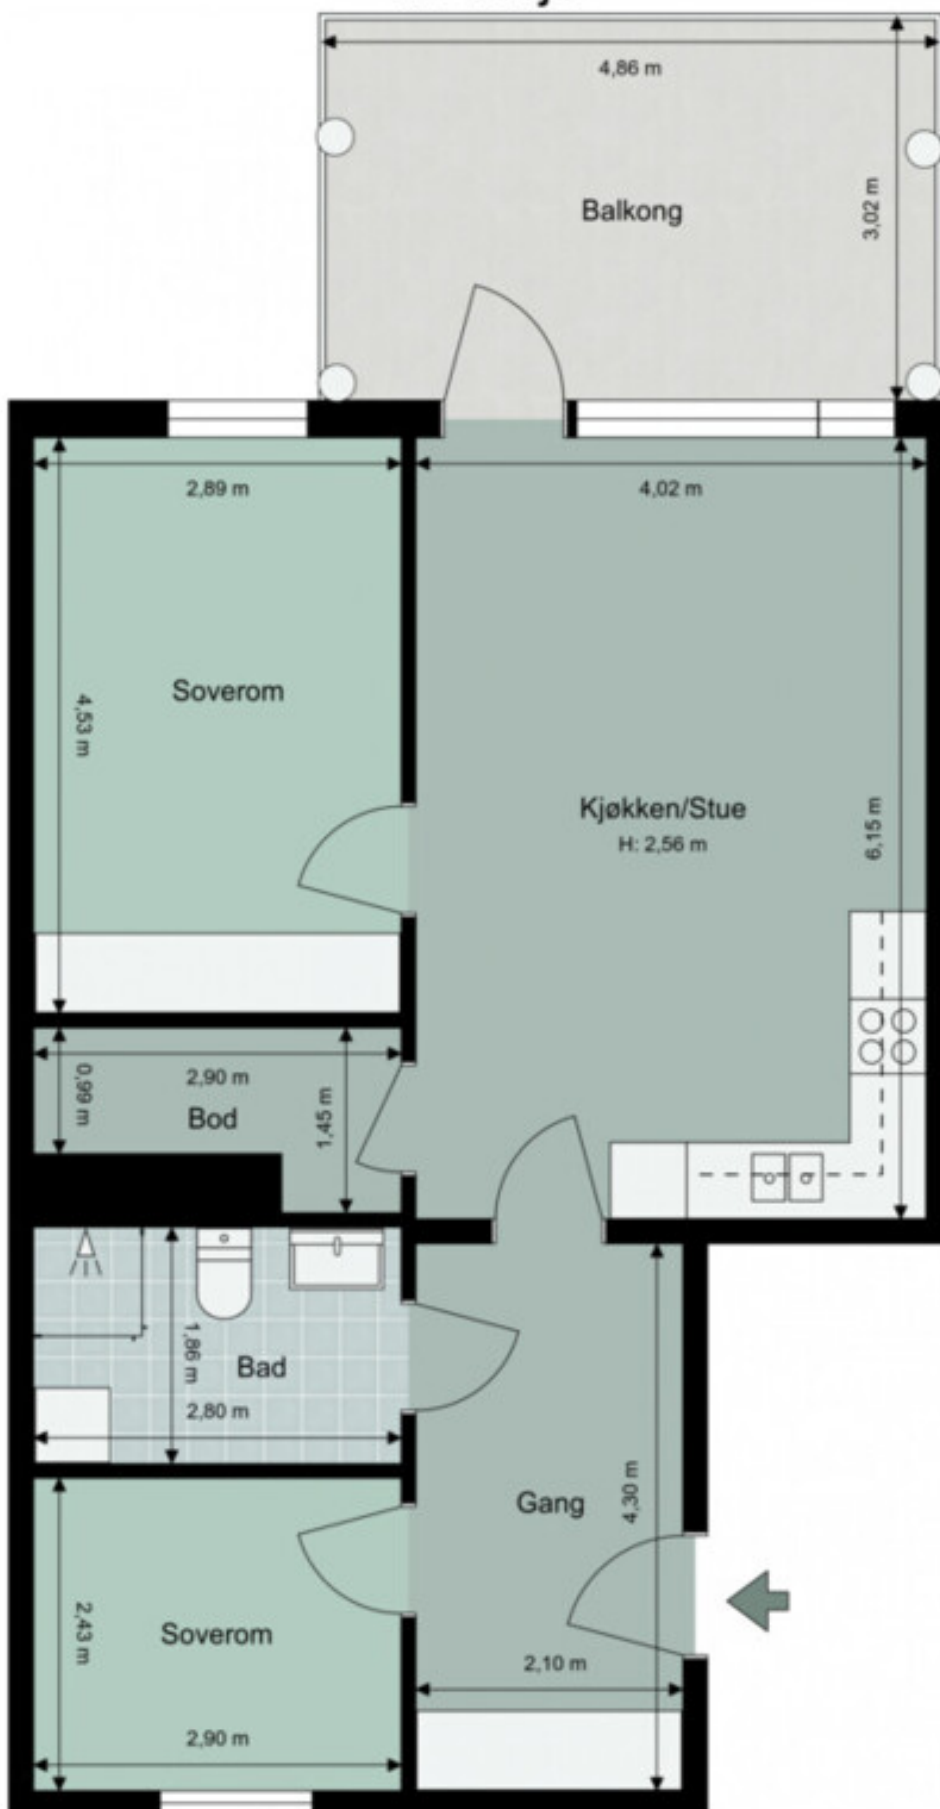 4,86 m
3,02 m
Balkong
2,89 m
4,02 m
4,53 m
Soverom
Kjøkken/Stue
H: 2,56 m
6,15 m
0,99 m
2,90 m
1,45 m
Bod
1,86 m
Bad
2,80 m
Gang
4,30 m
2,43 m
Soverom
2,10 m
2,90 m